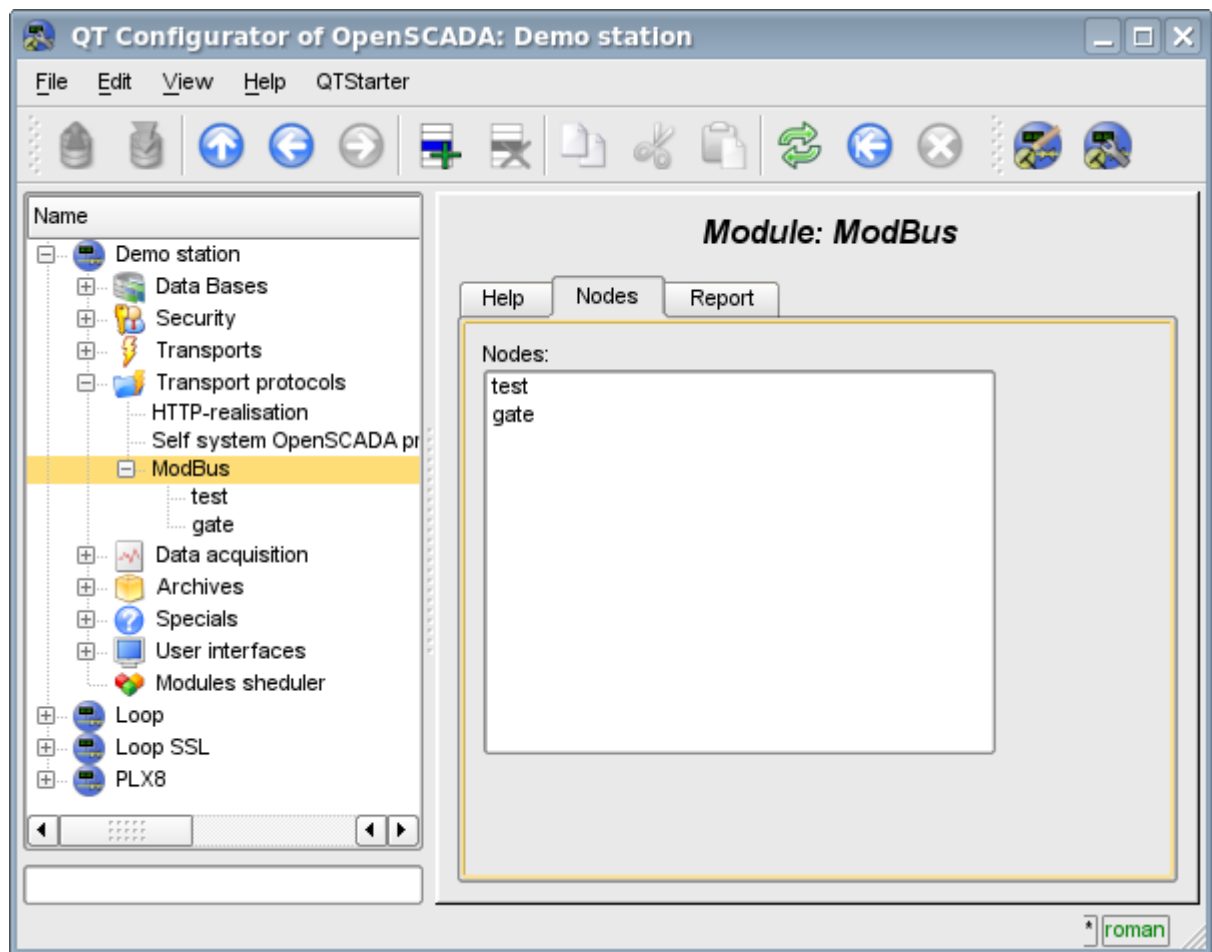 QT Configurator of OpenSCADA: Demo station
File Edit View Help QTStarter
Name
Demo station
Data Bases
Security
Transports
Transport protocols
HTTP-realisation
Self system OpenSCADA pr
ModBus
test
gate
Data acquisition
Archives
Specials
User interfaces
Modules sheduler
Loop
Loop SSL
PLX8
Module: ModBus
Help Nodes Report
Nodes:
test
gate
* roman